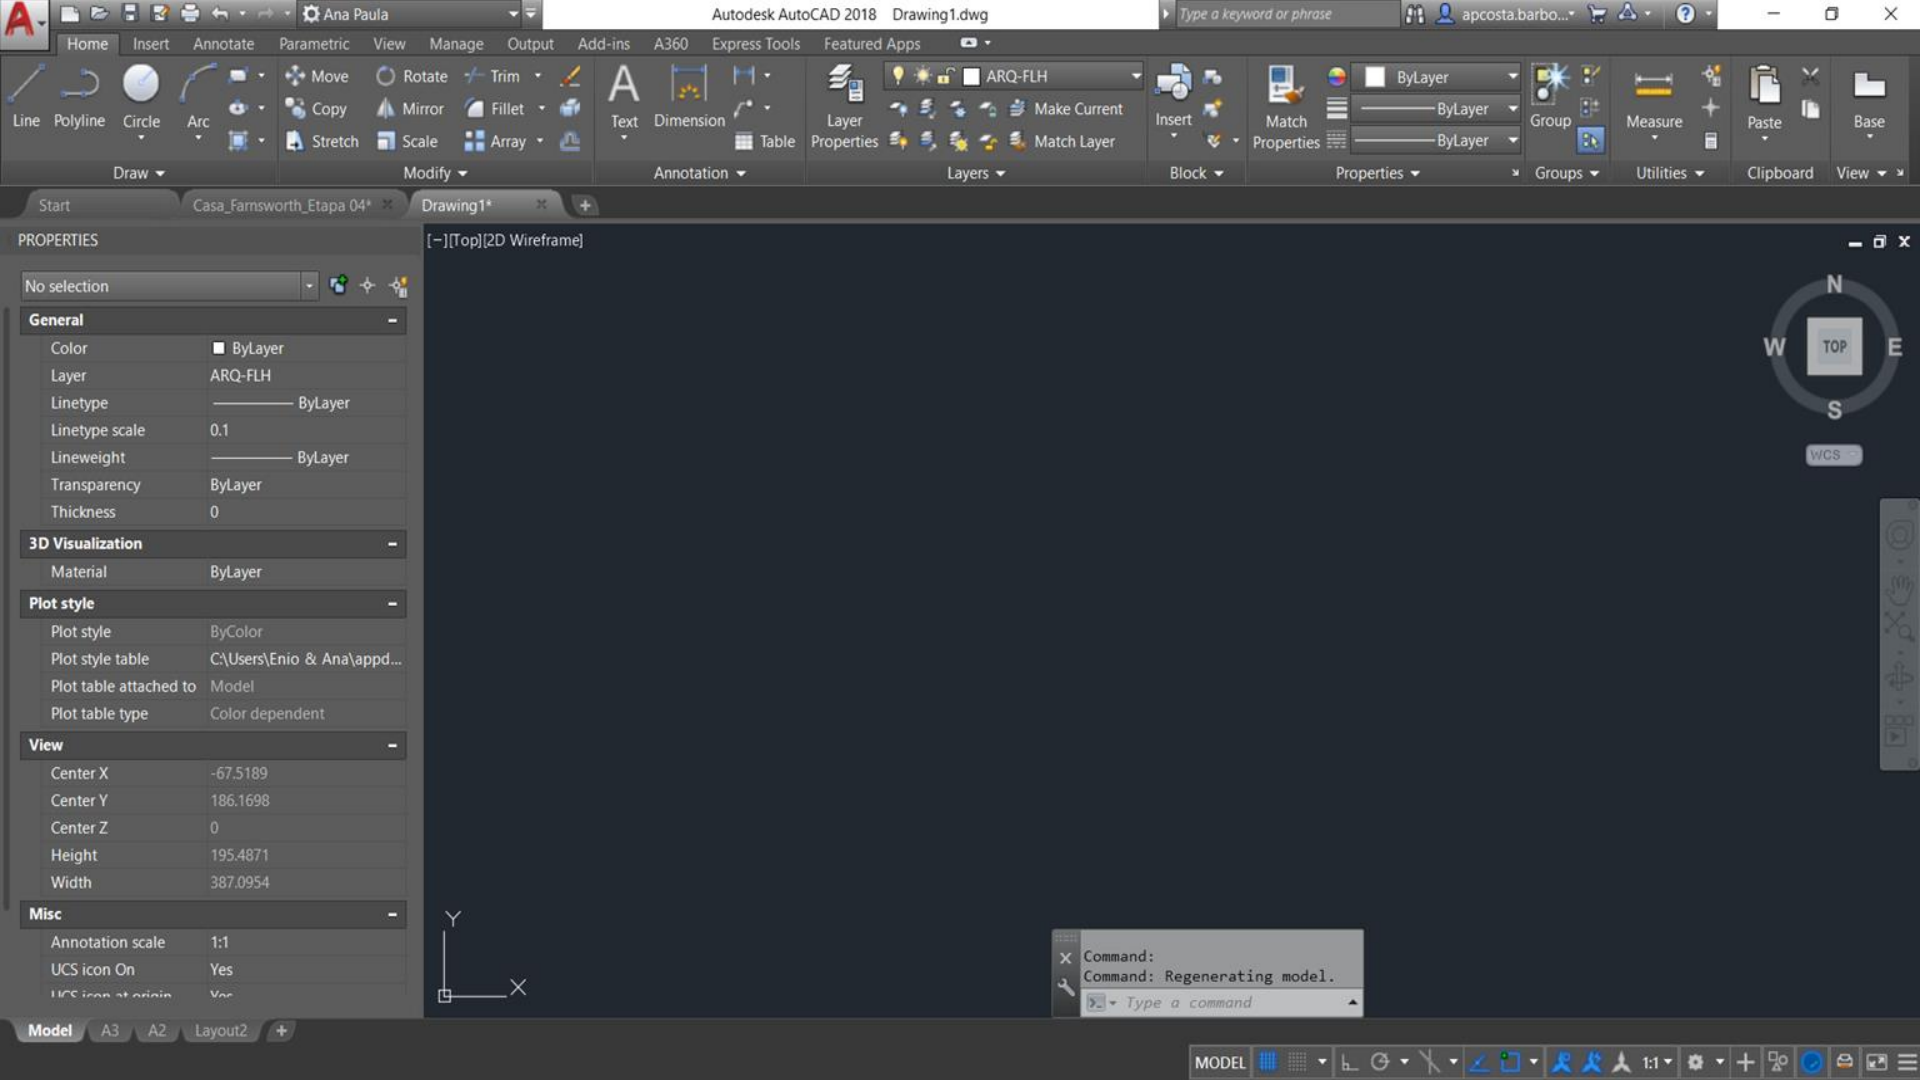 A Ana Paula Autodesk AutoCAD 2018 Drawing1.dwg Type a keyword or phrase apcosta.barbo...
Home Insert Annotate Parametric View Manage Output Add-ins A360 Express Tools Featured Apps
Move Rotate Trim ARQ-FLH ByLayer
Line Polyline Circle Arc Copy Mirror Fillet A Text Dimension Layer Make Current Insert Match ByLayer Group Measure Paste Base
Stretch Scale Array Table Properties Match Layer Properties ByLayer
Draw Modify Annotation Layers Block Properties Groups Utilities Clipboard View
Start Casa_Farnsworth_Etapa 04* Drawing1*
PROPERTIES
[−][Top][2D Wireframe]
No selection
General
Color ByLayer
Layer ARQ-FLH
Linetype ByLayer
Linetype scale 0.1
Lineweight ByLayer
Transparency ByLayer
Thickness 0
3D Visualization
Material ByLayer
Plot style
Plot style ByColor
Plot style table C:\Users\Enio & Ana\appd...
Plot table attached to Model
Plot table type Color dependent
View
Center X -67.5189
Center Y 186.1698
Center Z 0
Height 195.4871
Width 387.0954
Misc
Annotation scale 1:1
UCS icon On Yes
UCS icon at origin Yes
N
W TOP E
S
WCS
Y
X
Command:
Command: Regenerating model.
Type a command
Model A3 A2 Layout2 +
MODEL 1:1